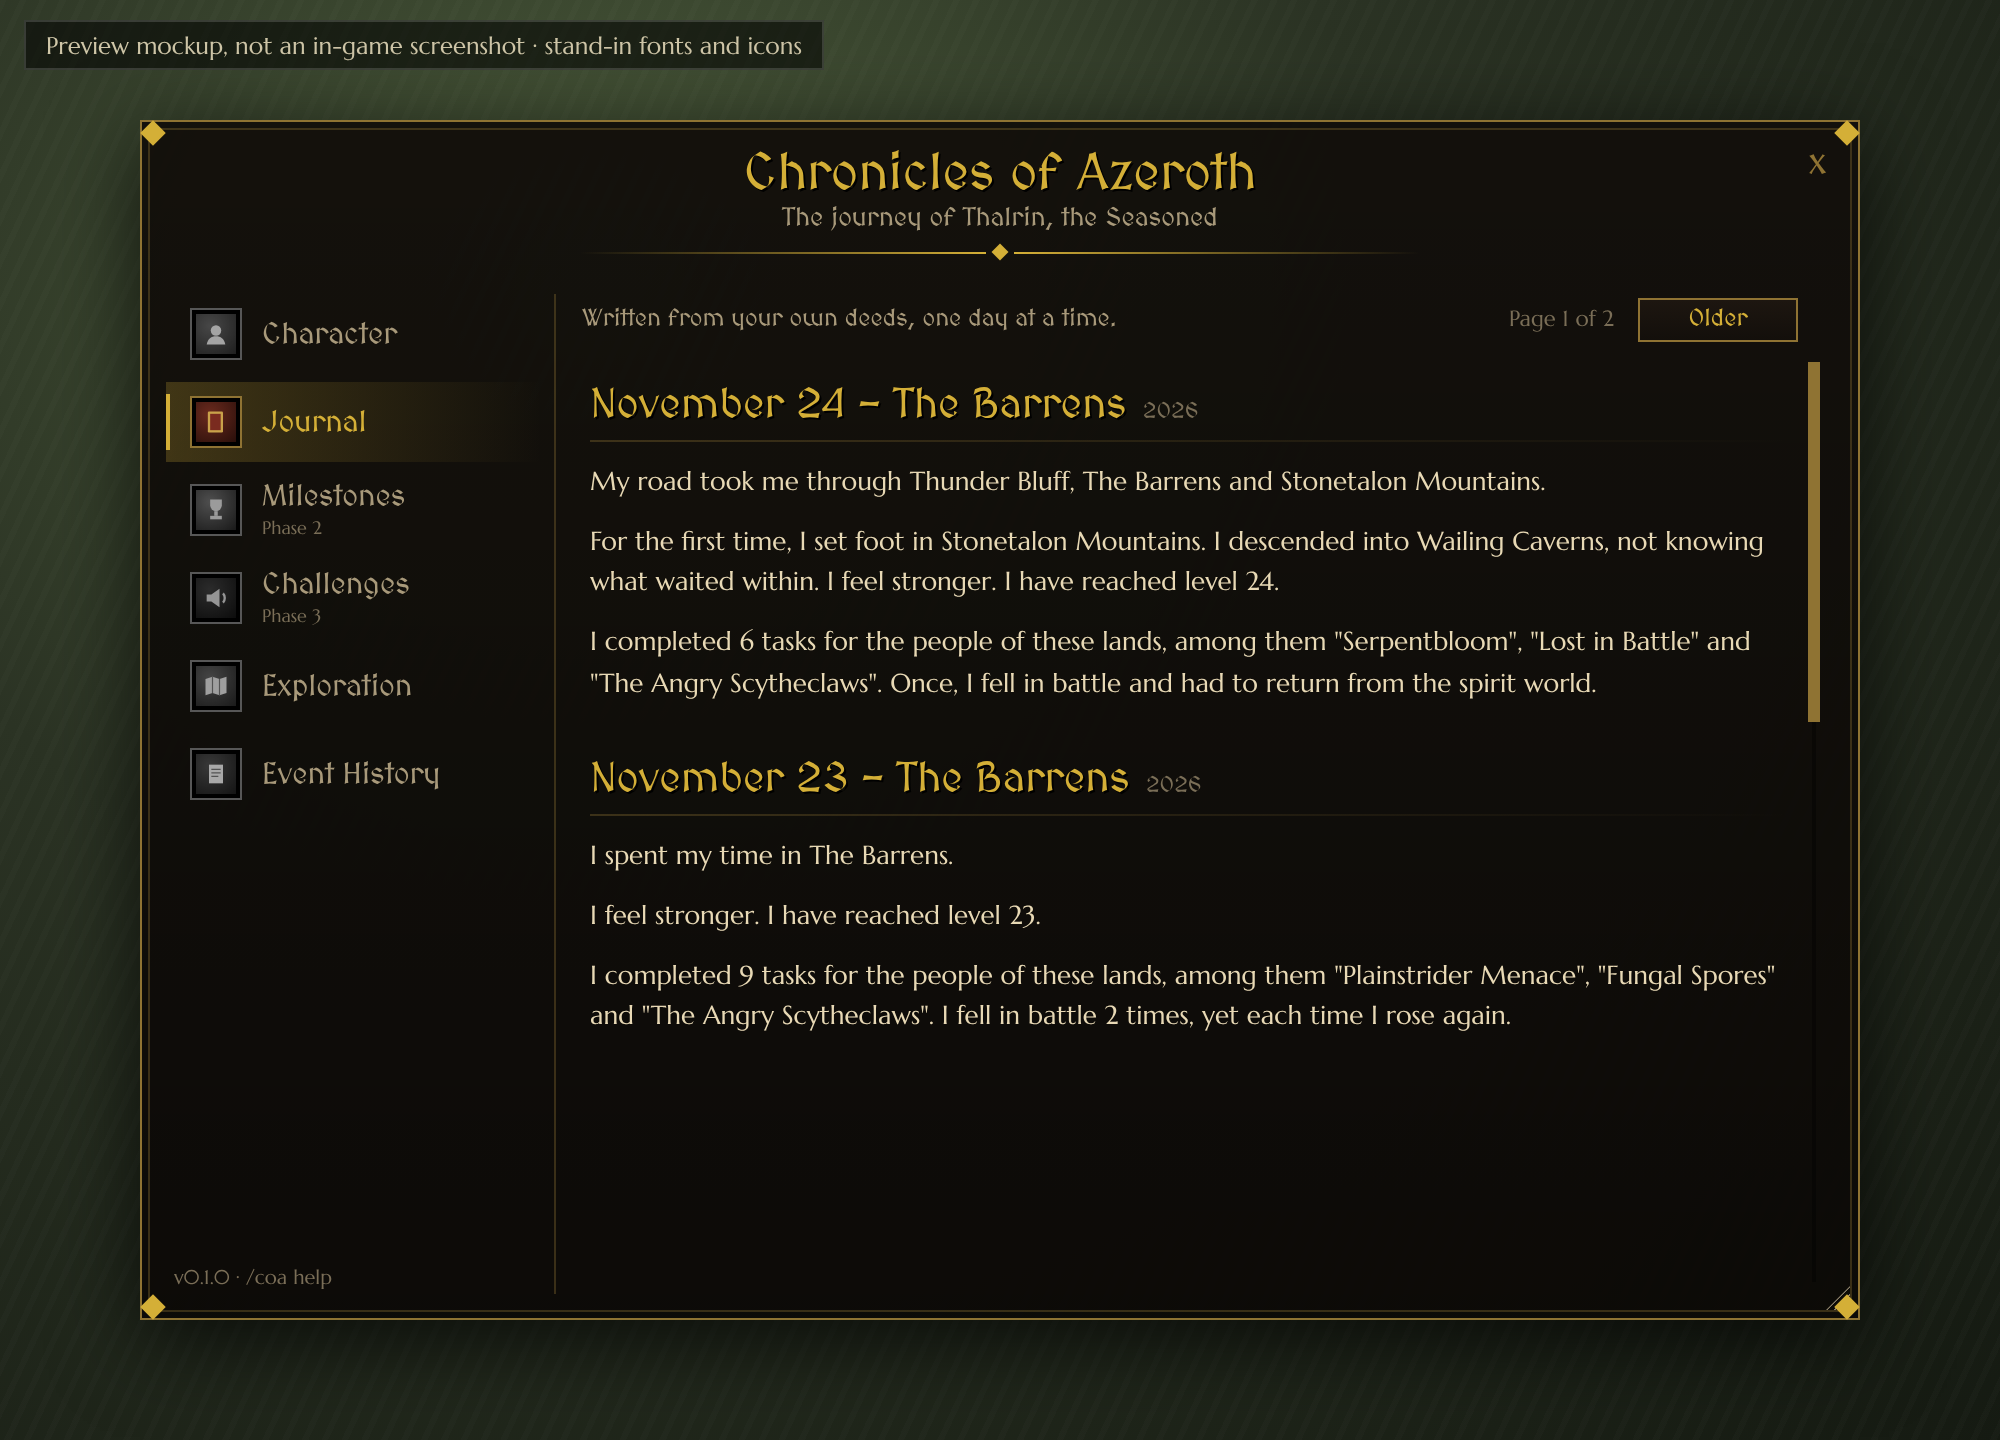 Preview mockup, not an in-game screenshot · stand-in fonts and icons
Chronicles of Azeroth
X
The journey of Thalrin, the Seasoned
Character
Journal
Milestones
Phase 2
Challenges
Phase 3
Exploration
Event History
v0.1.0 · /coa help
Written from your own deeds, one day at a time.
Page 1 of 2
Older
November 24 – The Barrens 2026
My road took me through Thunder Bluff, The Barrens and Stonetalon Mountains.
For the first time, I set foot in Stonetalon Mountains. I descended into Wailing Caverns, not knowing
what waited within. I feel stronger. I have reached level 24.
I completed 6 tasks for the people of these lands, among them "Serpentbloom", "Lost in Battle" and
"The Angry Scytheclaws". Once, I fell in battle and had to return from the spirit world.
November 23 – The Barrens 2026
I spent my time in The Barrens.
I feel stronger. I have reached level 23.
I completed 9 tasks for the people of these lands, among them "Plainstrider Menace", "Fungal Spores"
and "The Angry Scytheclaws". I fell in battle 2 times, yet each time I rose again.